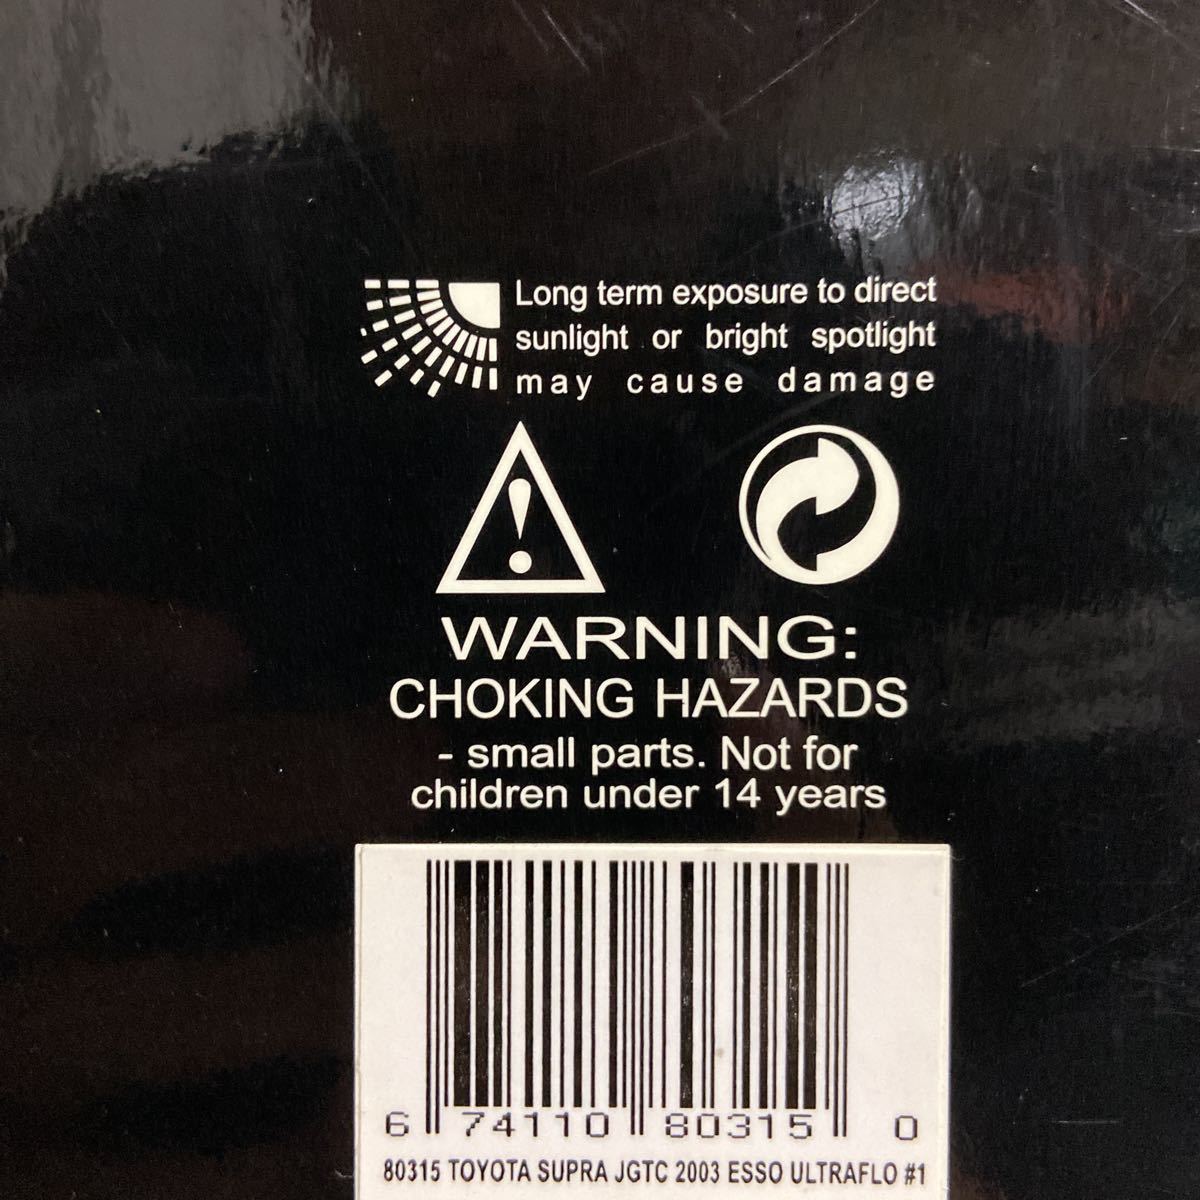 Long term exposure to direct
sunlight or bright spotlight
may cause damage
WARNING:
CHOKING HAZARDS
- small parts. Not for
children under 14 years
6 74110 80315 0
80315 TOYOTA SUPRA JGTC 2003 ESSO ULTRAFLO #1